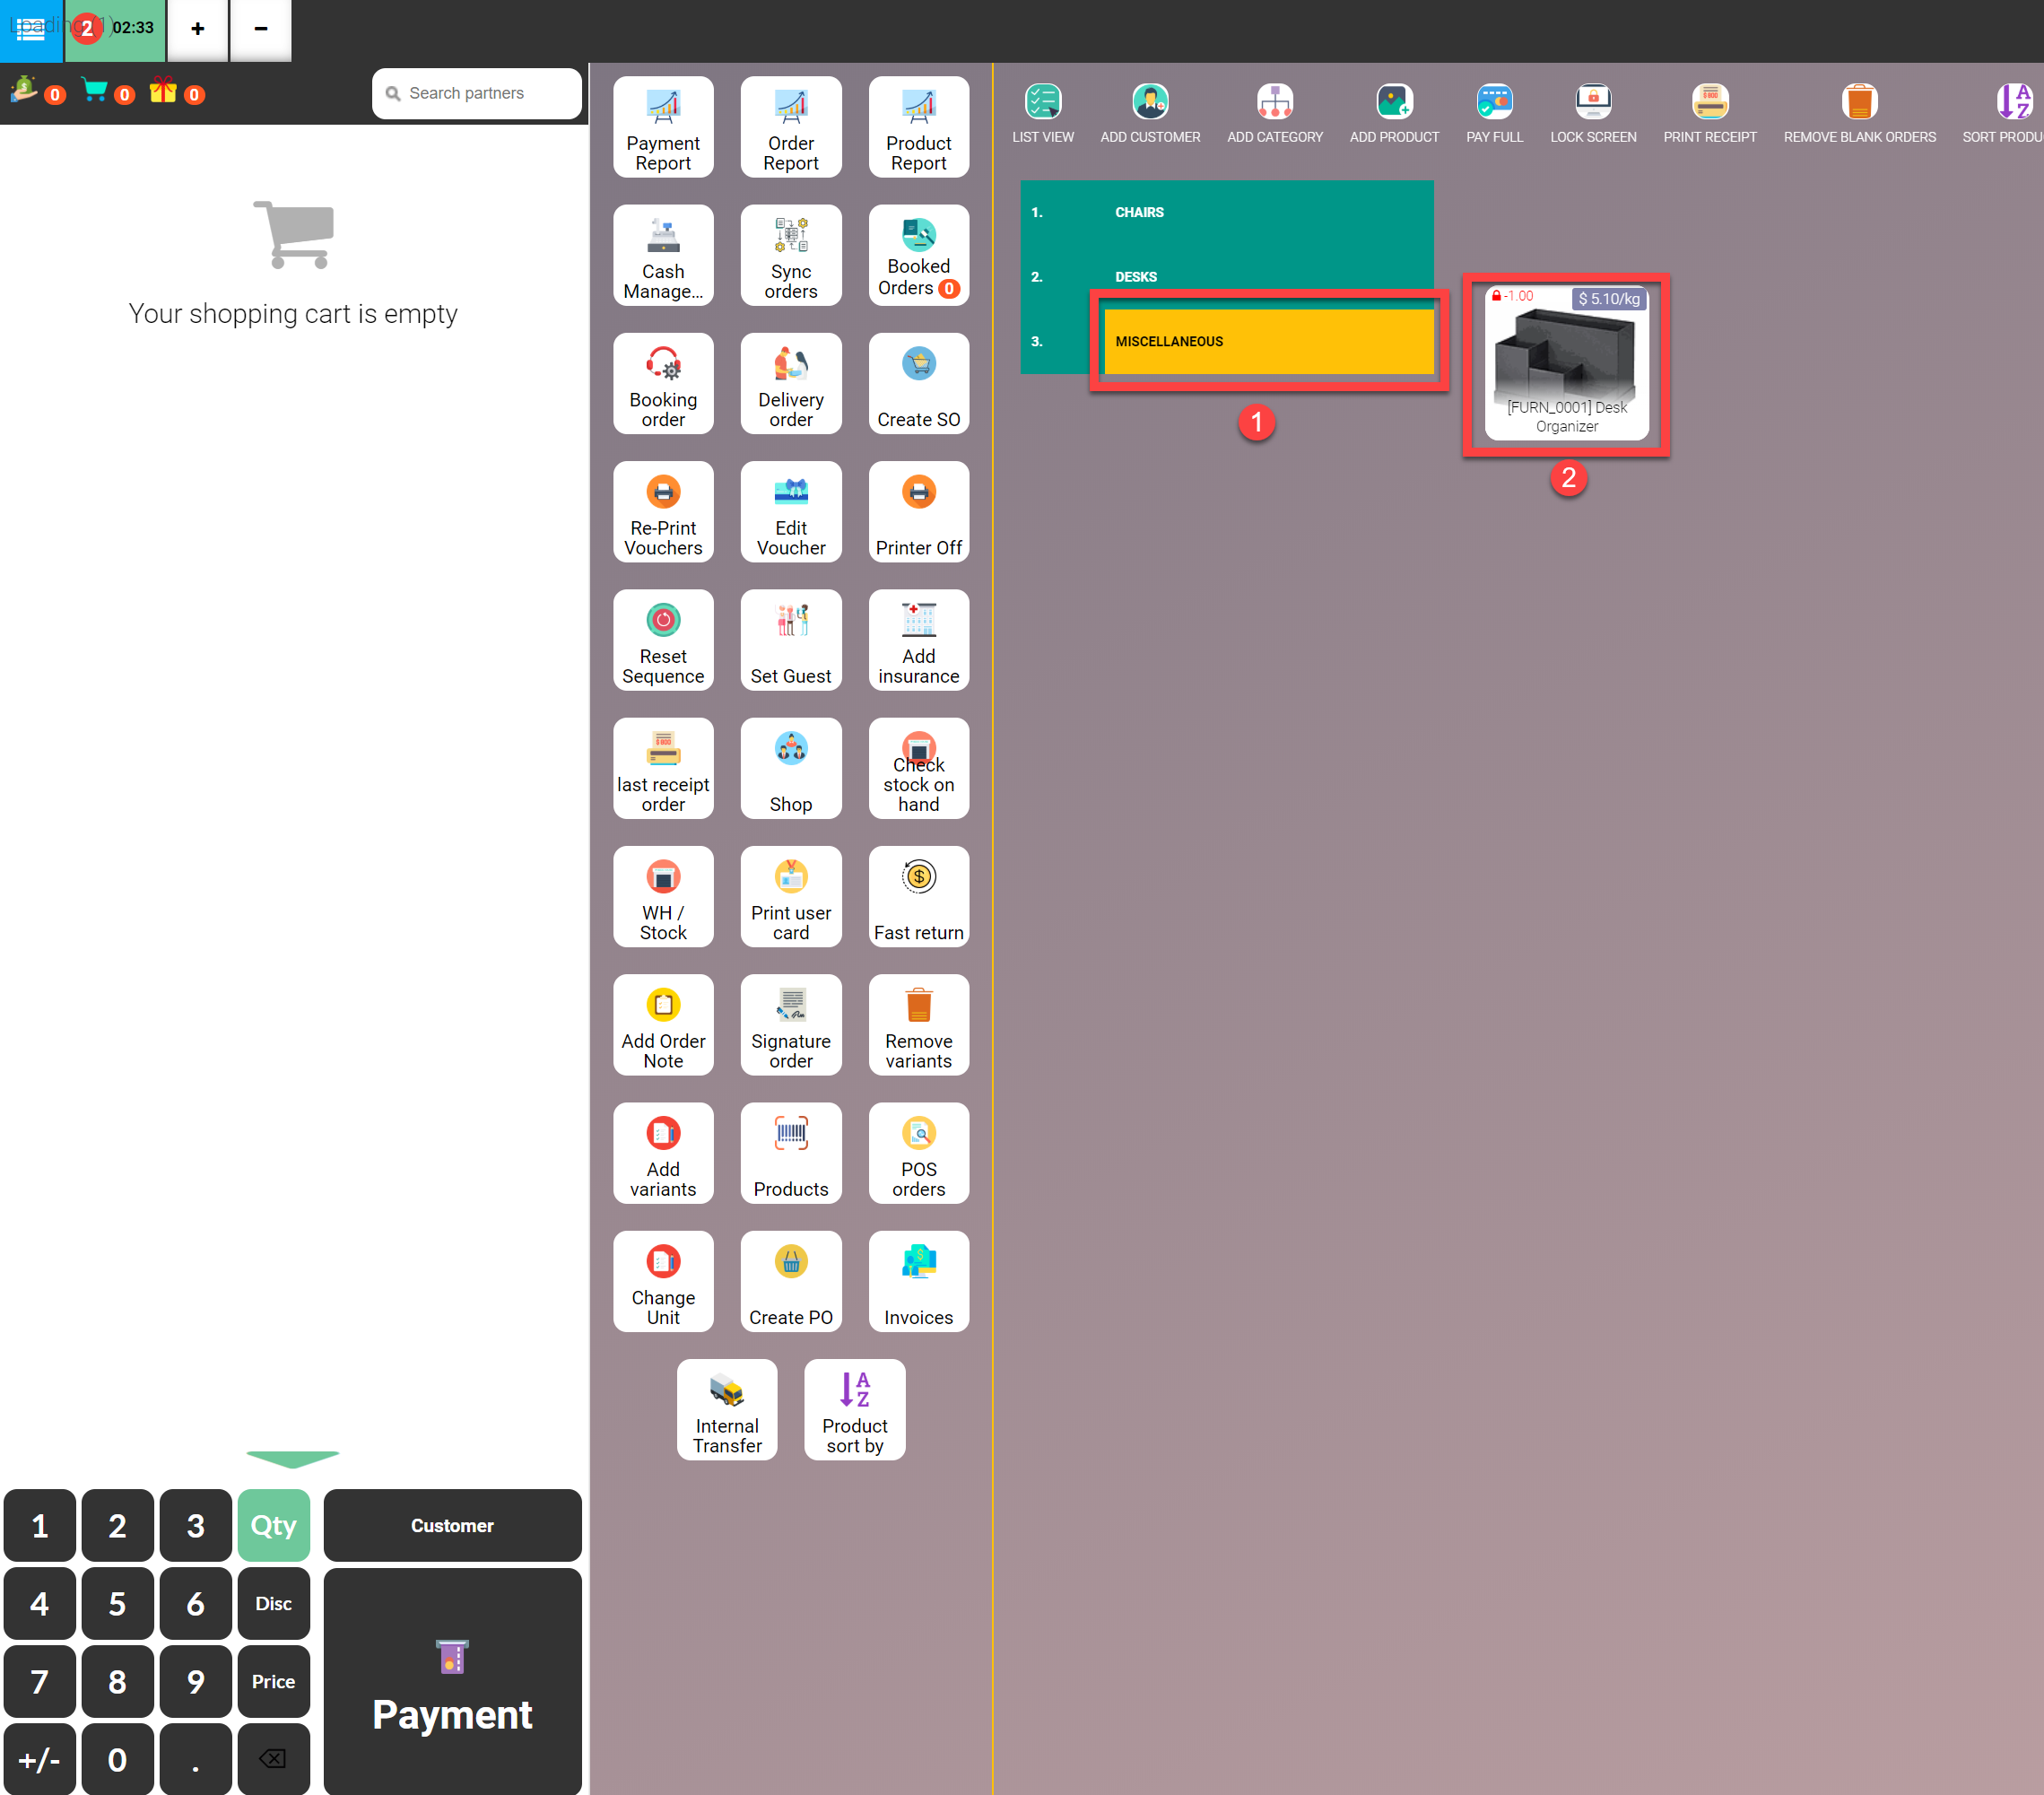 Loading (1)
2 02:33 + -
0 0 0
Search partners
Your shopping cart is empty
Payment
Report
Order
Report
Product
Report
Cash
Manage...
Sync
orders
Booked
Orders 0
Booking
order
Delivery
order
Create SO
Re-Print
Vouchers
Edit
Voucher
Printer Off
Reset
Sequence
Set Guest
Add
insurance
last receipt
order
Shop
Check
stock on
hand
WH /
Stock
Print user
card
Fast return
Add Order
Note
Signature
order
Remove
variants
Add
variants
Products
POS
orders
Change
Unit
Create PO
Invoices
Internal
Transfer
A
Z
Product
sort by
LIST VIEW
ADD CUSTOMER
ADD CATEGORY
ADD PRODUCT
PAY FULL
LOCK SCREEN
PRINT RECEIPT
REMOVE BLANK ORDERS
A
Z
SORT PRODU
1. CHAIRS
2. DESKS
3. MISCELLANEOUS
1
-1.00 $ 5.10/kg
[FURN_0001] Desk
Organizer
2
1 2 3 Qty
4 5 6 Disc
7 8 9 Price
+/- 0 .
Customer
Payment